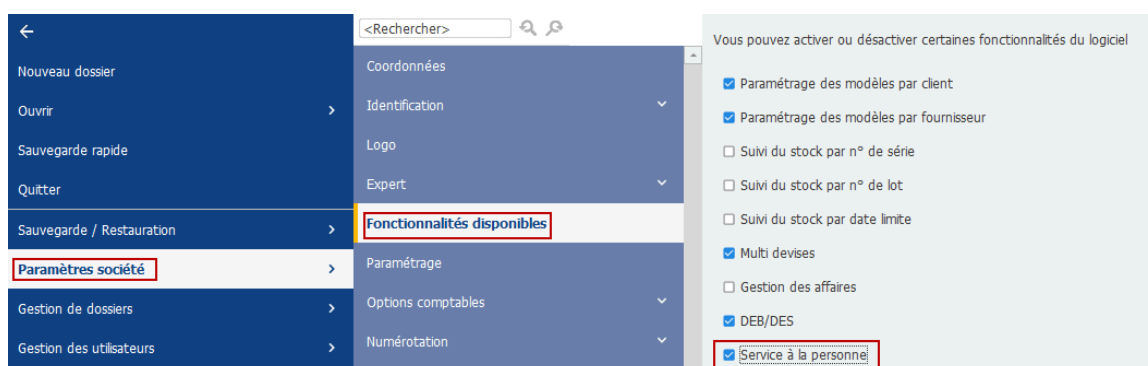 Nouveau dossier
Ouvrir
Sauvegarde rapide
Quitter
Sauvegarde / Restauration
Paramètres société
Gestion de dossiers
Gestion des utilisateurs
<Rechercher>
Coordonnées
Identification
Logo
Expert
Fonctionnalités disponibles
Paramétrage
Options comptables
Numérotation
Vous pouvez activer ou désactiver certaines fonctionnalités du logiciel
Paramétrage des modèles par client
Paramétrage des modèles par fournisseur
Suivi du stock par n° de série
Suivi du stock par n° de lot
Suivi du stock par date limite
Multi devises
Gestion des affaires
DEB/DES
Service à la personne